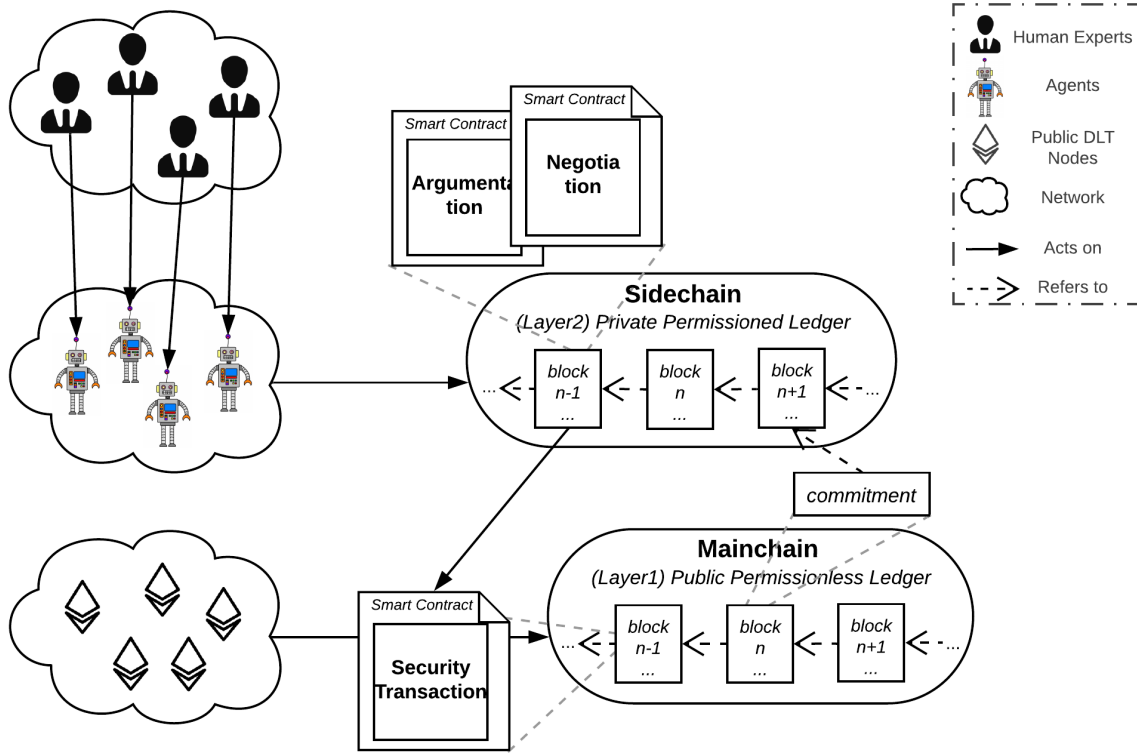 Human Experts
Agents
Public DLT
Nodes
Network
Acts on
Refers to
Smart Contract
Argumenta
tion
Smart Contract
Negotia
tion
Sidechain
(Layer2) Private Permissioned Ledger
...
block
n-1
...
block
n
...
block
n+1
...
...
commitment
Mainchain
(Layer1) Public Permissionless Ledger
...
block
n-1
...
block
n
...
block
n+1
...
...
Smart Contract
Security
Transaction